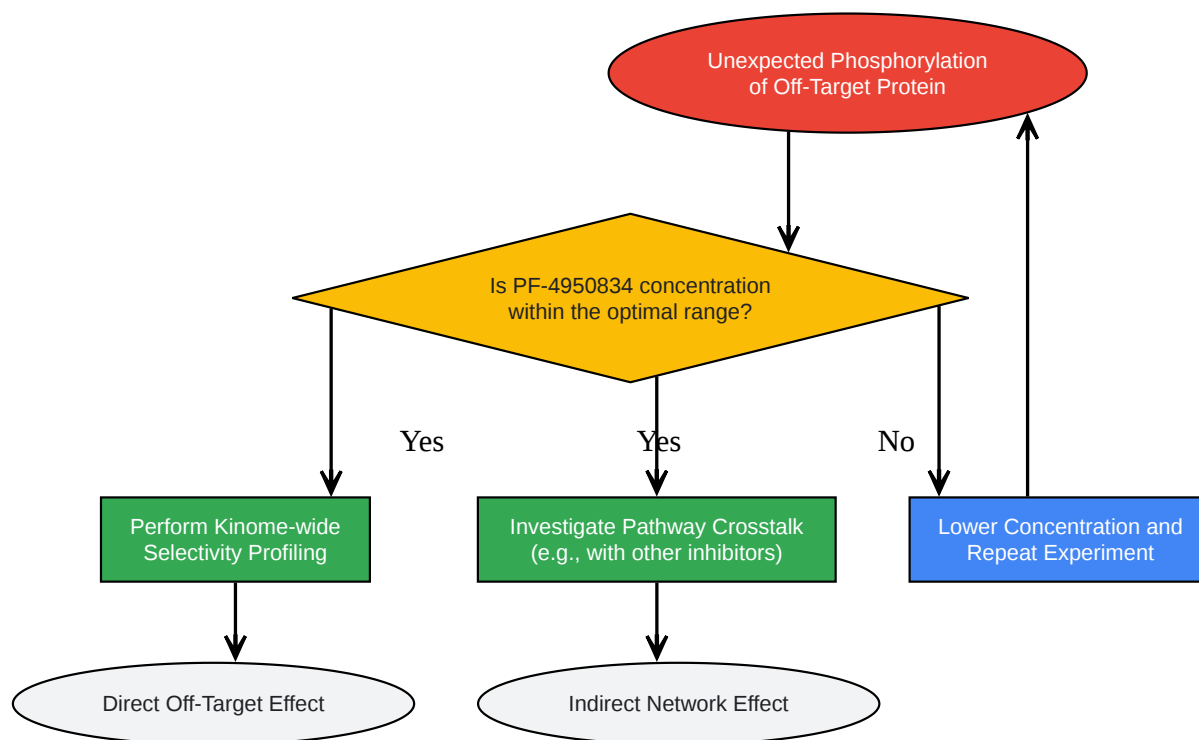 Unexpected Phosphorylation
of Off-Target Protein
Is PF-4950834 concentration
within the optimal range?
Yes
Yes
No
Perform Kinome-wide
Selectivity Profiling
Investigate Pathway Crosstalk
(e.g., with other inhibitors)
Lower Concentration and
Repeat Experiment
Direct Off-Target Effect
Indirect Network Effect